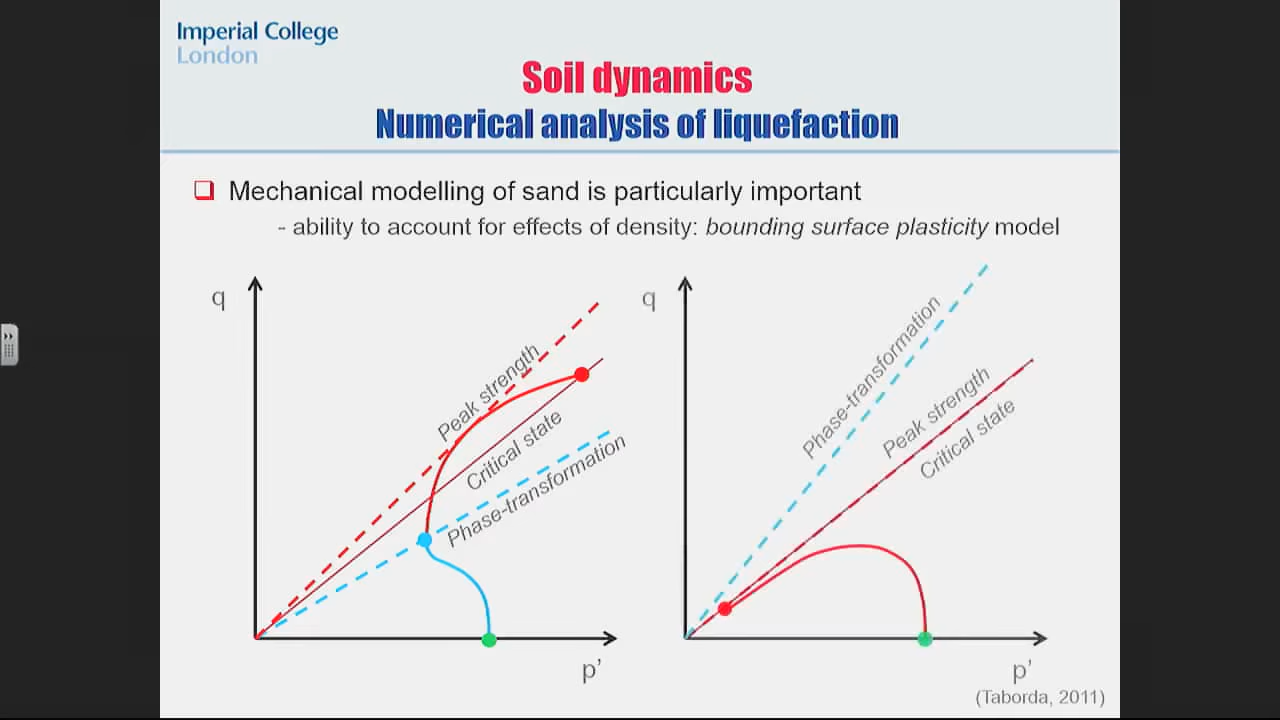 Imperial College
London
Soil dynamics
Numerical analysis of liquefaction
Mechanical modelling of sand is particularly important
- ability to account for effects of density: bounding surface plasticity model
q
Peak strength
Critical state
Phase-transformation
p'
q
Phase-transformation
Peak strength
Critical state
p'
(Taborda, 2011)